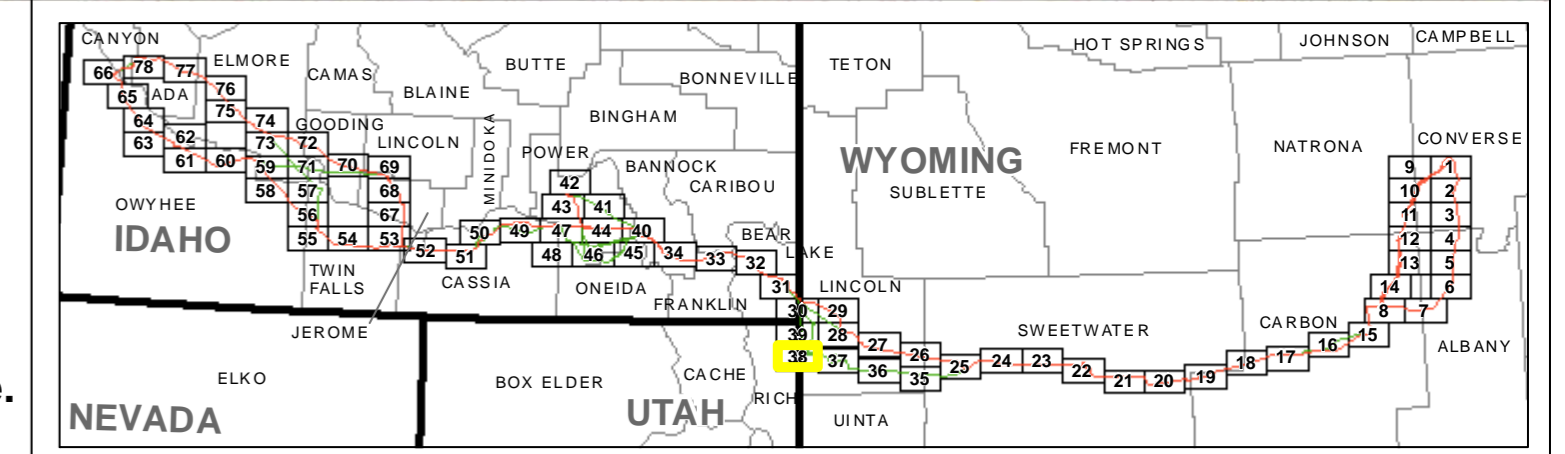 CANYON
ELMORE
CAMAS
BUTTE
BONNEVILLE
TETON
HOT SPRINGS
JOHNSON
CAMPBELL
66 78 77
76
ADA
BLAINE
65
75
64 62 74
GOODING
BINGHAM
63
73 72
LINCOLN
MINIDOKA
POWER
BANNOCK
WYOMING
FREMONT
NATRONA
CONVERSE
61 60 59 71 70 69
58 57 68
42
CARIBOU
SUBLETTE
9 1
10 2
OWYHEE
IDAHO
56 67
43 41
11 3
55 54 53 52 51 50 49 47 44 40
BEAR
LAKE
12 4
48 46 45 34 33 32
13 5
TWIN
FALLS
CASSIA
ONEIDA
31
LINCOLN
14 6
FRANKLIN
30 29
8 7
JEROME
39 28
SWEETWATER
CARBON
15
27
16
ALBANY
38 37 26 25 24 23 22 21 20 19 18 17
36 35
ELKO
BOX ELDER
CACHE
RICH
e.
NEVADA
UTAH
UINTA